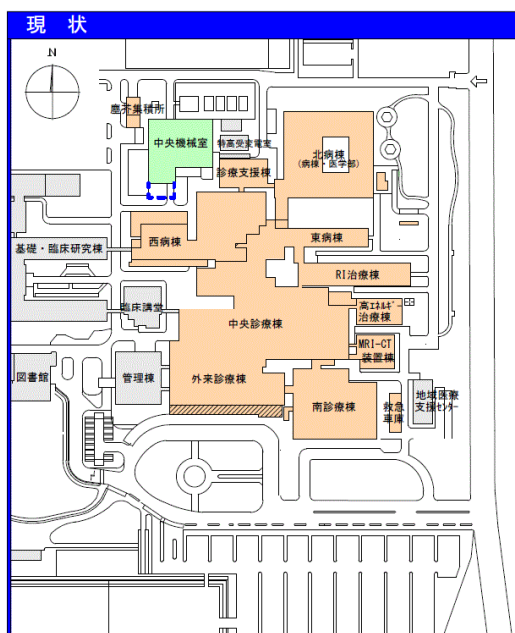 現 状
N
塵芥集積所
中央機械室
特高受変電室
北病棟
(病棟・医学部)
診療支援棟
西病棟
東病棟
基礎・臨床研究棟
RI治療棟
臨床講堂
高エネルギー
治療棟
中央診療棟
MRI-CT
装置棟
図書館
管理棟
外来診療棟
南診療棟
救急
車庫
地域医療
支援センター